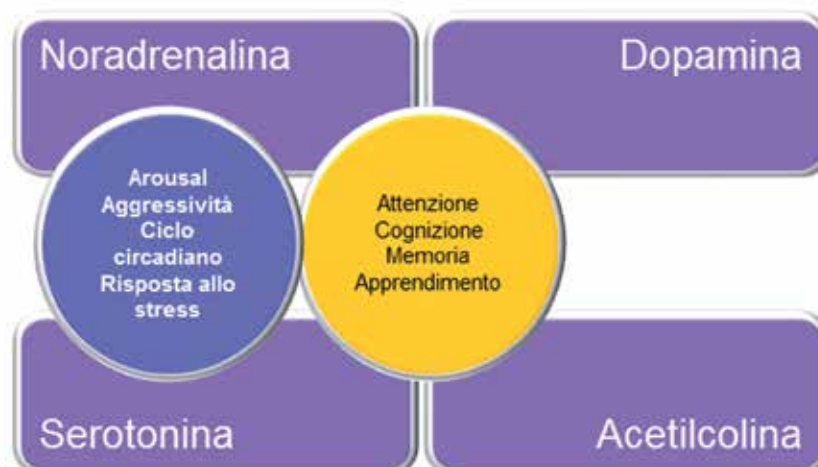 Noradrenalina
Dopamina
Arousal
Aggressività
Ciclo
circadiano
Risposta allo
stress
Attenzione
Cognizione
Memoria
Apprendimento
Serotonina
Acetilcolina